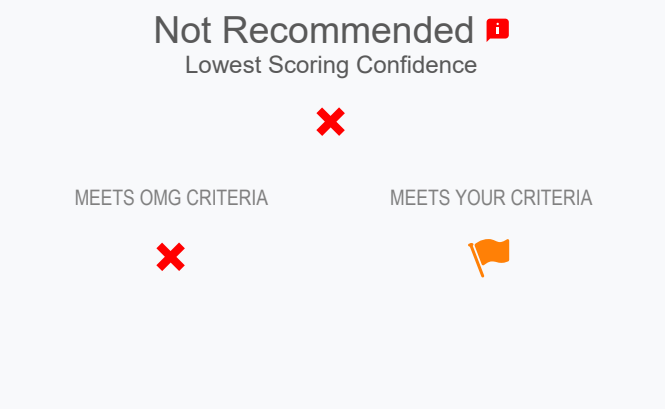 Not Recommended
Lowest Scoring Confidence
MEETS OMG CRITERIA
MEETS YOUR CRITERIA